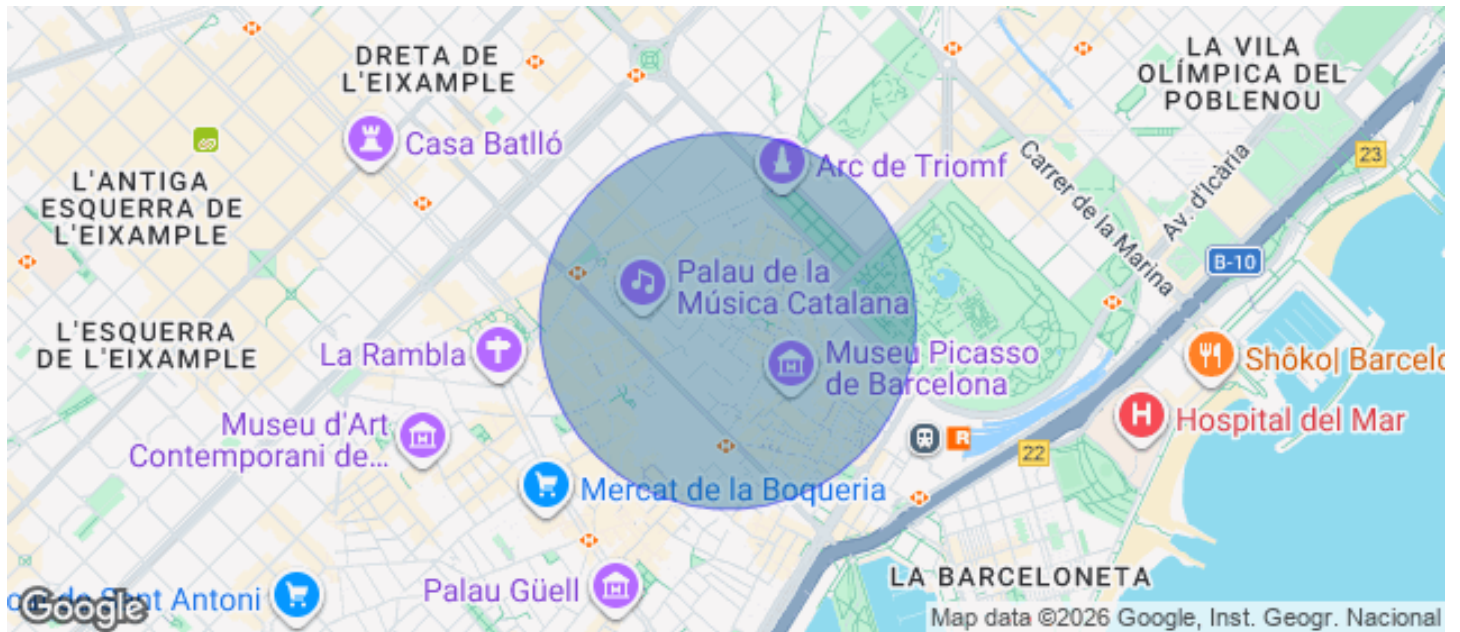 DRETA DE
L'EIXAMPLE
LA VILA
OLÍMPICA DEL
POBLENOU
Casa Batlló
Arc de Triomf
23
L'ANTIGA
ESQUERRA DE
L'EIXAMPLE
Carrer de la Marina
Av. d'Icària
B-10
Palau de la
Música Catalana
L'ESQUERRA
DE L'EIXAMPLE
La Rambla
Museu Picasso
de Barcelona
Shôko| Barcelo
Museu d'Art
Contemporani de...
H
Hospital del Mar
R
22
Mercat de la Boqueria
LA BARCELONETA
Palau Güell
Sant Antoni
Google
Map data ©2026 Google, Inst. Geogr. Nacional